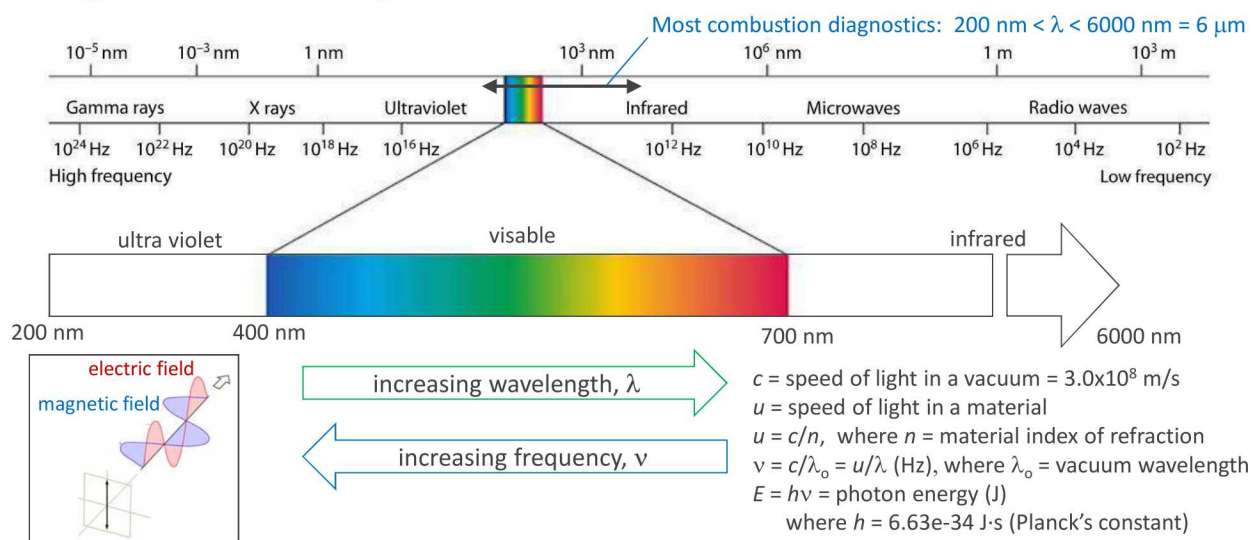 Most combustion diagnostics:  200 nm < λ < 6000 nm = 6 μm
10⁻⁵ nm 10⁻³ nm 1 nm 10³ nm 10⁶ nm 1 m 10³ m
Gamma rays X rays Ultraviolet Infrared Microwaves Radio waves
10²⁴ Hz 10²² Hz 10²⁰ Hz 10¹⁸ Hz 10¹⁶ Hz 10¹² Hz 10¹⁰ Hz 10⁸ Hz 10⁶ Hz 10⁴ Hz 10² Hz
High frequency Low frequency
ultra violet visable infrared
200 nm 400 nm 700 nm 6000 nm
electric field
magnetic field
increasing wavelength, λ
increasing frequency, ν
c = speed of light in a vacuum = 3.0x10⁸ m/s
u = speed of light in a material
u = c/n,  where n = material index of refraction
ν = c/λₒ = u/λ (Hz), where λₒ = vacuum wavelength
E = hν = photon energy (J)
where h = 6.63e-34 J·s (Planck's constant)